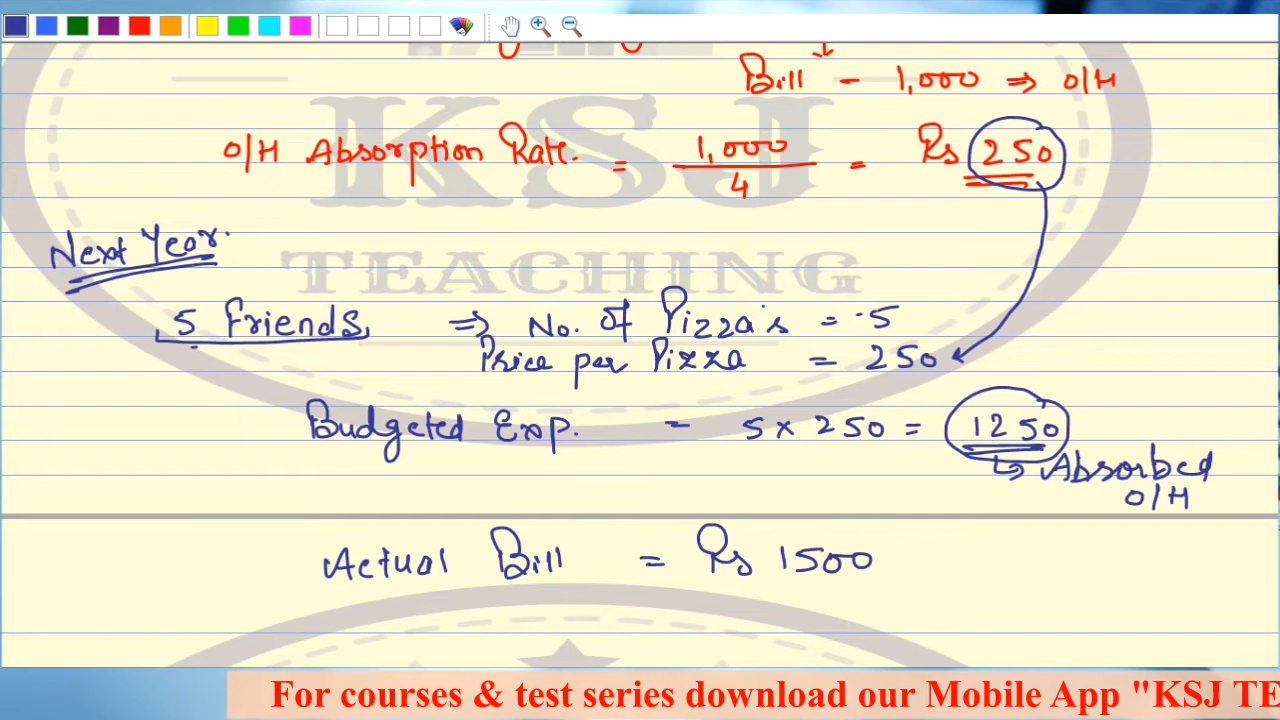 Bill - 1,000 ⇒ O/H
O/H Absorption Rate. = 1,000 / 4 = Rs 250
KSJ
TEACHING
Next Year.
5 Friends ⇒ No. of Pizza's = 5
Price per Pizza = 250
Budgeted Exp. = 5 x 250 = 1250
↳ Absorbed
O/H
Actual Bill = Rs 1500
For courses & test series download our Mobile App "KSJ TE